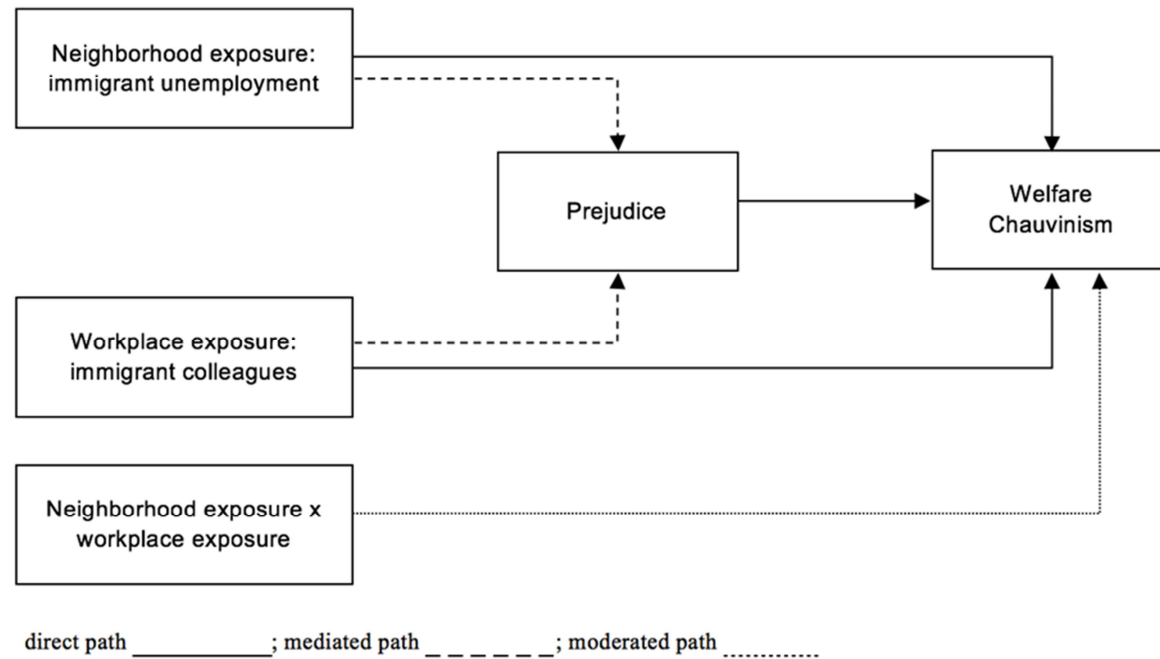 Neighborhood exposure:
immigrant unemployment
Prejudice
Welfare
Chauvinism
Workplace exposure:
immigrant colleagues
Neighborhood exposure x
workplace exposure
direct path ; mediated path ; moderated path